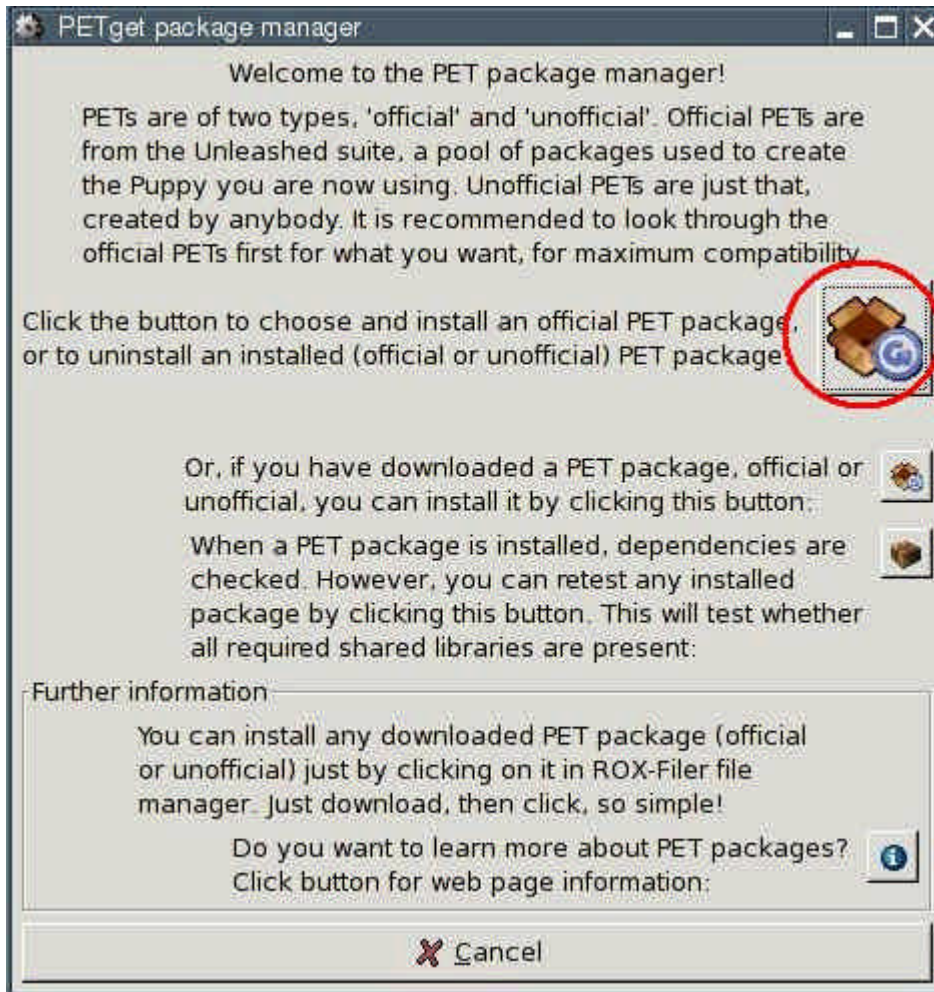 PETget package manager
Welcome to the PET package manager!
PETs are of two types, 'official' and 'unofficial'. Official PETs are
from the Unleashed suite, a pool of packages used to create
the Puppy you are now using. Unofficial PETs are just that,
created by anybody. It is recommended to look through the
official PETs first for what you want, for maximum compatibility.
Click the button to choose and install an official PET package,
or to uninstall an installed (official or unofficial) PET package
Or, if you have downloaded a PET package, official or
unofficial, you can install it by clicking this button:
When a PET package is installed, dependencies are
checked. However, you can retest any installed
package by clicking this button. This will test whether
all required shared libraries are present:
Further information
You can install any downloaded PET package (official
or unofficial) just by clicking on it in ROX-Filer file
manager. Just download, then click, so simple!
Do you want to learn more about PET packages?
Click button for web page information:
Cancel